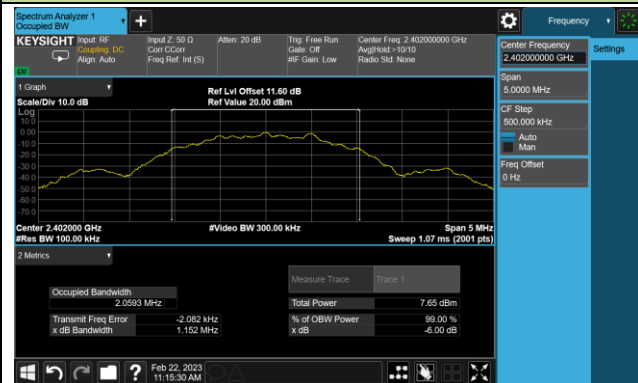 Spectrum Analyzer 1
Occupied BW
Frequency
KEYSIGHT
Input: RF
Coupling: DC
Align: Auto
Input Z: 50 Ω
Corr CCorr
Freq Ref: Int (S)
Atten: 20 dB
Trig: Free Run
Gate: Off
#IF Gain: Low
Center Freq: 2.402000000 GHz
Avg|Hold:>10/10
Radio Std: None
Center Frequency
2.402000000 GHz
Settings
Span
5.0000 MHz
CF Step
500.000 kHz
Auto
Man
Freq Offset
0 Hz
1 Graph
Scale/Div 10.0 dB
Ref Lvl Offset 11.60 dB
Ref Value 20.00 dBm
Log
10.0
0.00
-10.0
-20.0
-30.0
-40.0
-50.0
-60.0
-70.0
Center 2.402000 GHz
#Res BW 100.00 kHz
#Video BW 300.00 kHz
Span 5 MHz
Sweep 1.07 ms (2001 pts)
2 Metrics
Measure Trace
Trace 1
Occupied Bandwidth
2.0593 MHz
Total Power
7.65 dBm
Transmit Freq Error
-2.082 kHz
% of OBW Power
99.00 %
x dB Bandwidth
1.152 MHz
x dB
-6.00 dB
?
Feb 22, 2023
11:15:30 AM